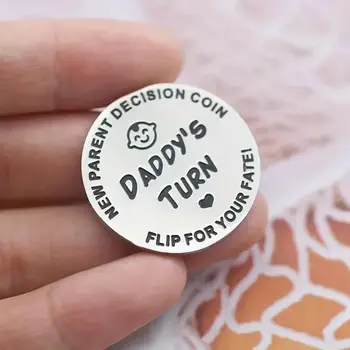 NEW PARENT DECISION COIN
DADDY'S
TURN
FLIP FOR YOUR FATE!